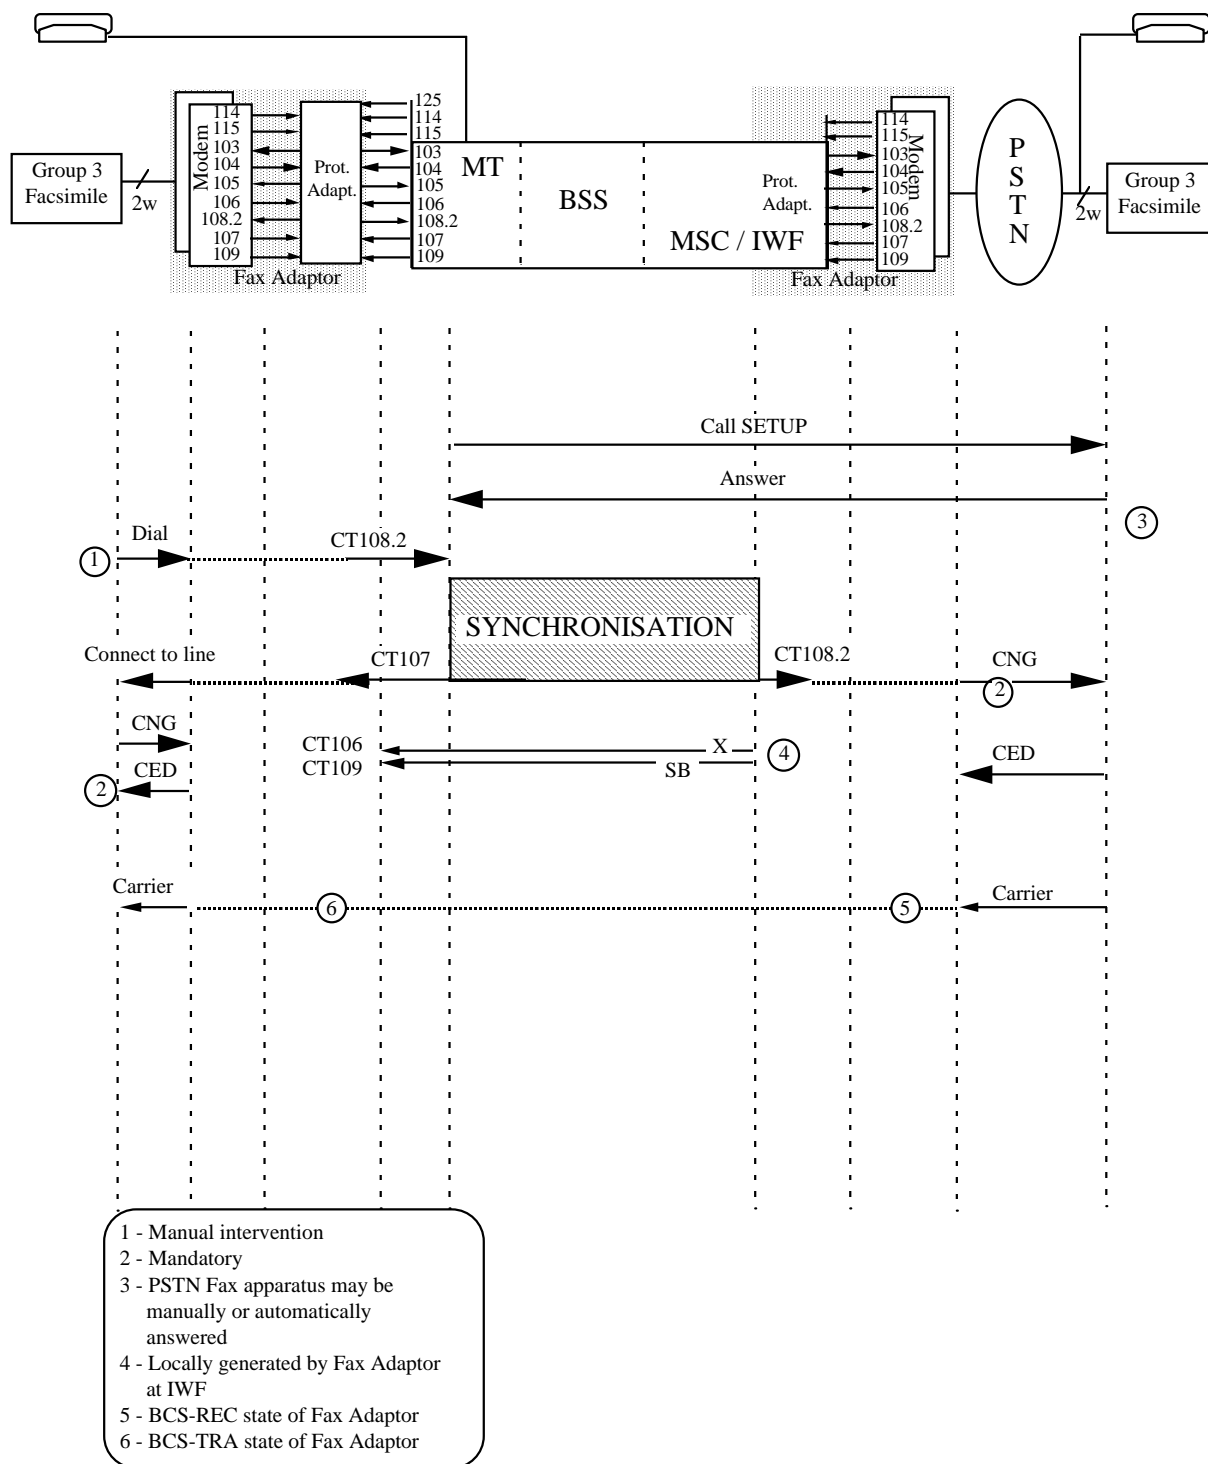 114
115
103
104
105
106
108.2
107
109
Modem
Group 3
Facsimile
2w
Prot.
Adapt.
Fax Adaptor
125
114
115
103
104
105
106
108.2
107
109
MT
BSS
MSC / IWF
Prot.
Adapt.
Fax Adaptor
114
115
103
104
105
106
108.2
107
109
Modem
P
S
T
N
2w
Group 3
Facsimile
Call SETUP
Answer
3
Dial
CT108.2
1
SYNCHRONISATION
Connect to line
CT107
CT108.2
CNG
2
CNG
CT106
X
4
CT109
SB
CED
CED
2
Carrier
6
5
Carrier
1 - Manual intervention
2 - Mandatory
3 - PSTN Fax apparatus may be
manually or automatically
answered
4 - Locally generated by Fax Adaptor
at IWF
5 - BCS-REC state of Fax Adaptor
6 - BCS-TRA state of Fax Adaptor